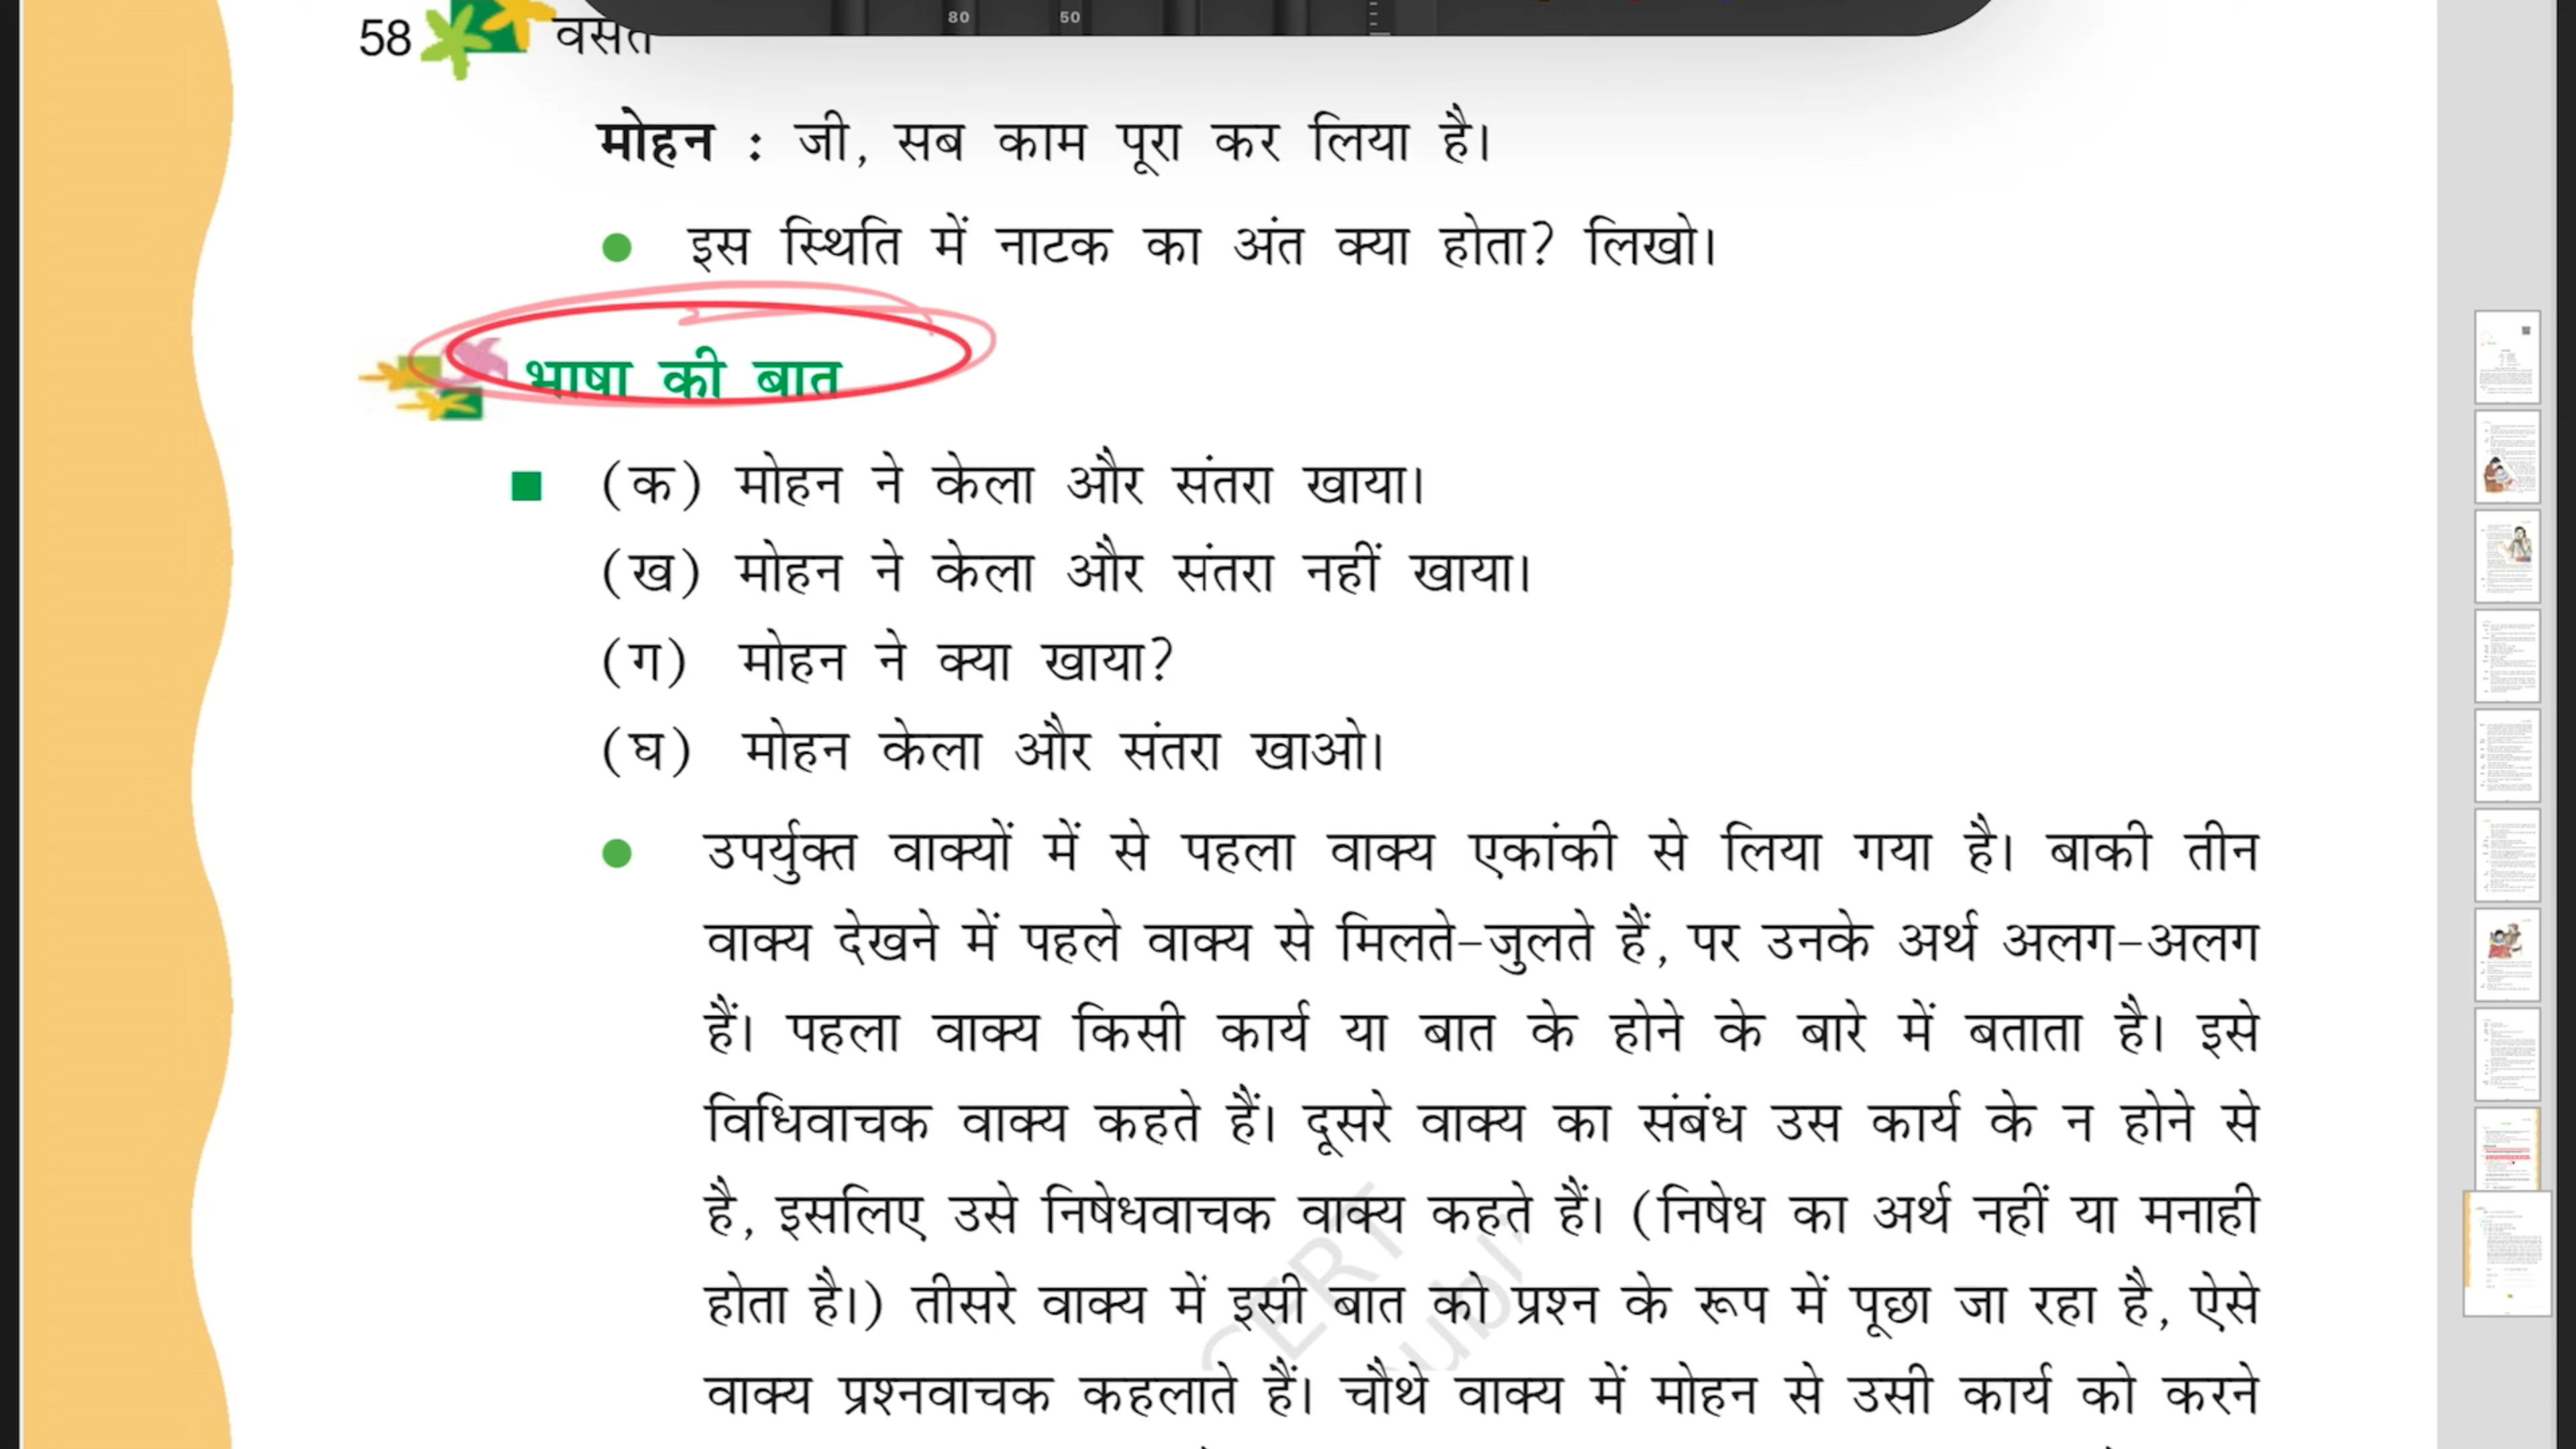 80 50
58 वसंत
मोहन : जी, सब काम पूरा कर लिया है।
इस स्थिति में नाटक का अंत क्या होता? लिखो।
भाषा की बात
(क) मोहन ने केला और संतरा खाया।
(ख) मोहन ने केला और संतरा नहीं खाया।
(ग) मोहन ने क्या खाया?
(घ) मोहन केला और संतरा खाओ।
उपर्युक्त वाक्यों में से पहला वाक्य एकांकी से लिया गया है। बाकी तीन
वाक्य देखने में पहले वाक्य से मिलते-जुलते हैं, पर उनके अर्थ अलग-अलग
हैं। पहला वाक्य किसी कार्य या बात के होने के बारे में बताता है। इसे
विधिवाचक वाक्य कहते हैं। दूसरे वाक्य का संबंध उस कार्य के न होने से
है, इसलिए उसे निषेधवाचक वाक्य कहते हैं। (निषेध का अर्थ नहीं या मनाही
होता है।) तीसरे वाक्य में इसी बात को प्रश्न के रूप में पूछा जा रहा है, ऐसे
वाक्य प्रश्नवाचक कहलाते हैं। चौथे वाक्य में मोहन से उसी कार्य को करने